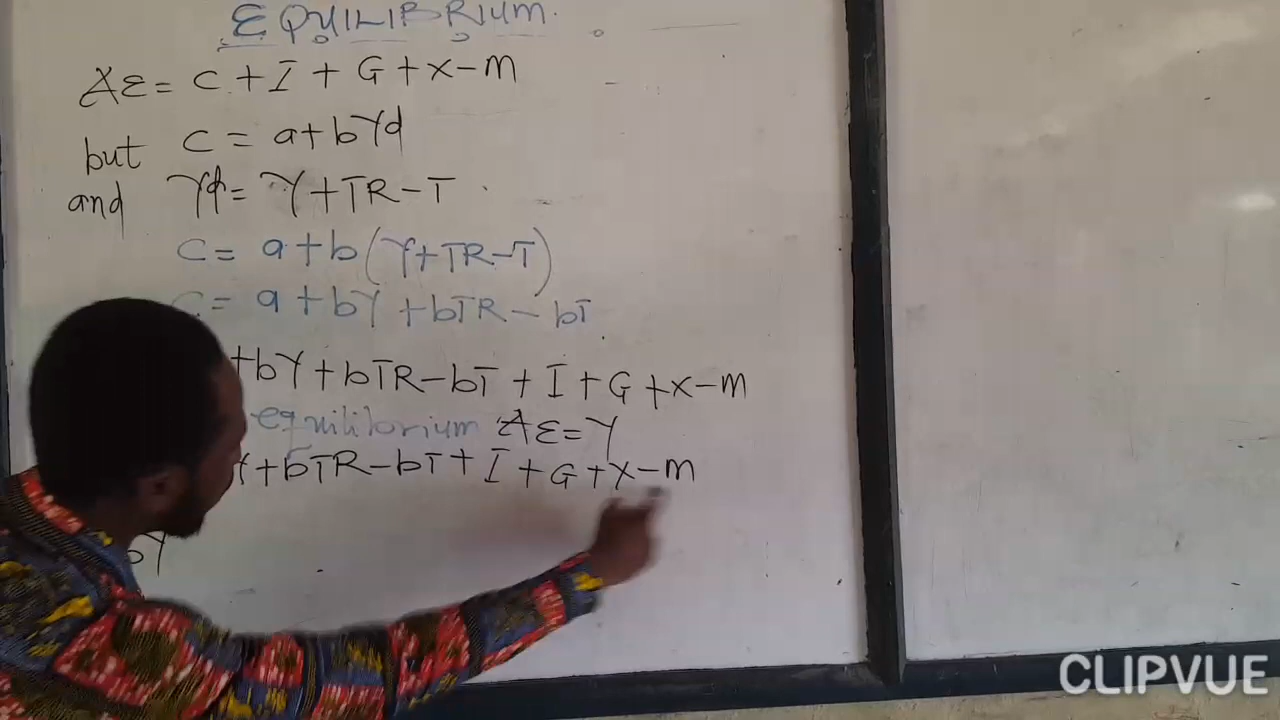 EQUILIBRIUM.
AE = C + I + G + X - M
but C = a + bYd
and Yd = Y + TR - T
C = a + b(Y + TR - T)
C = a + bY + bTR - bT
+ bY + bTR - bT + I + G + X - M
equilibrium AE = Y
Y + bTR - bT + I + G + X - M
bY
CLIPVUE